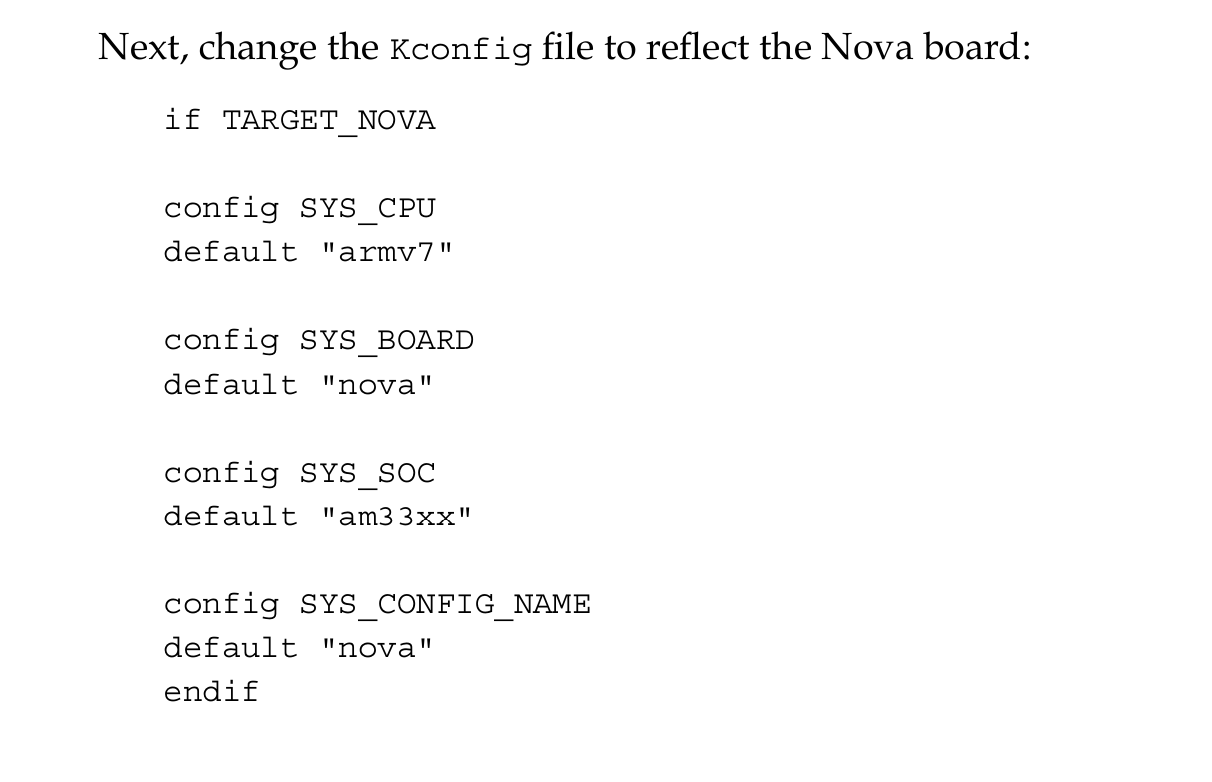 Next, change the Kconfig file to reflect the Nova board:
if TARGET_NOVA
config SYS_CPU
default "armv7"
config SYS_BOARD
default "nova"
config SYS_SOC
default "am33xx"
config SYS_CONFIG_NAME
default "nova"
endif